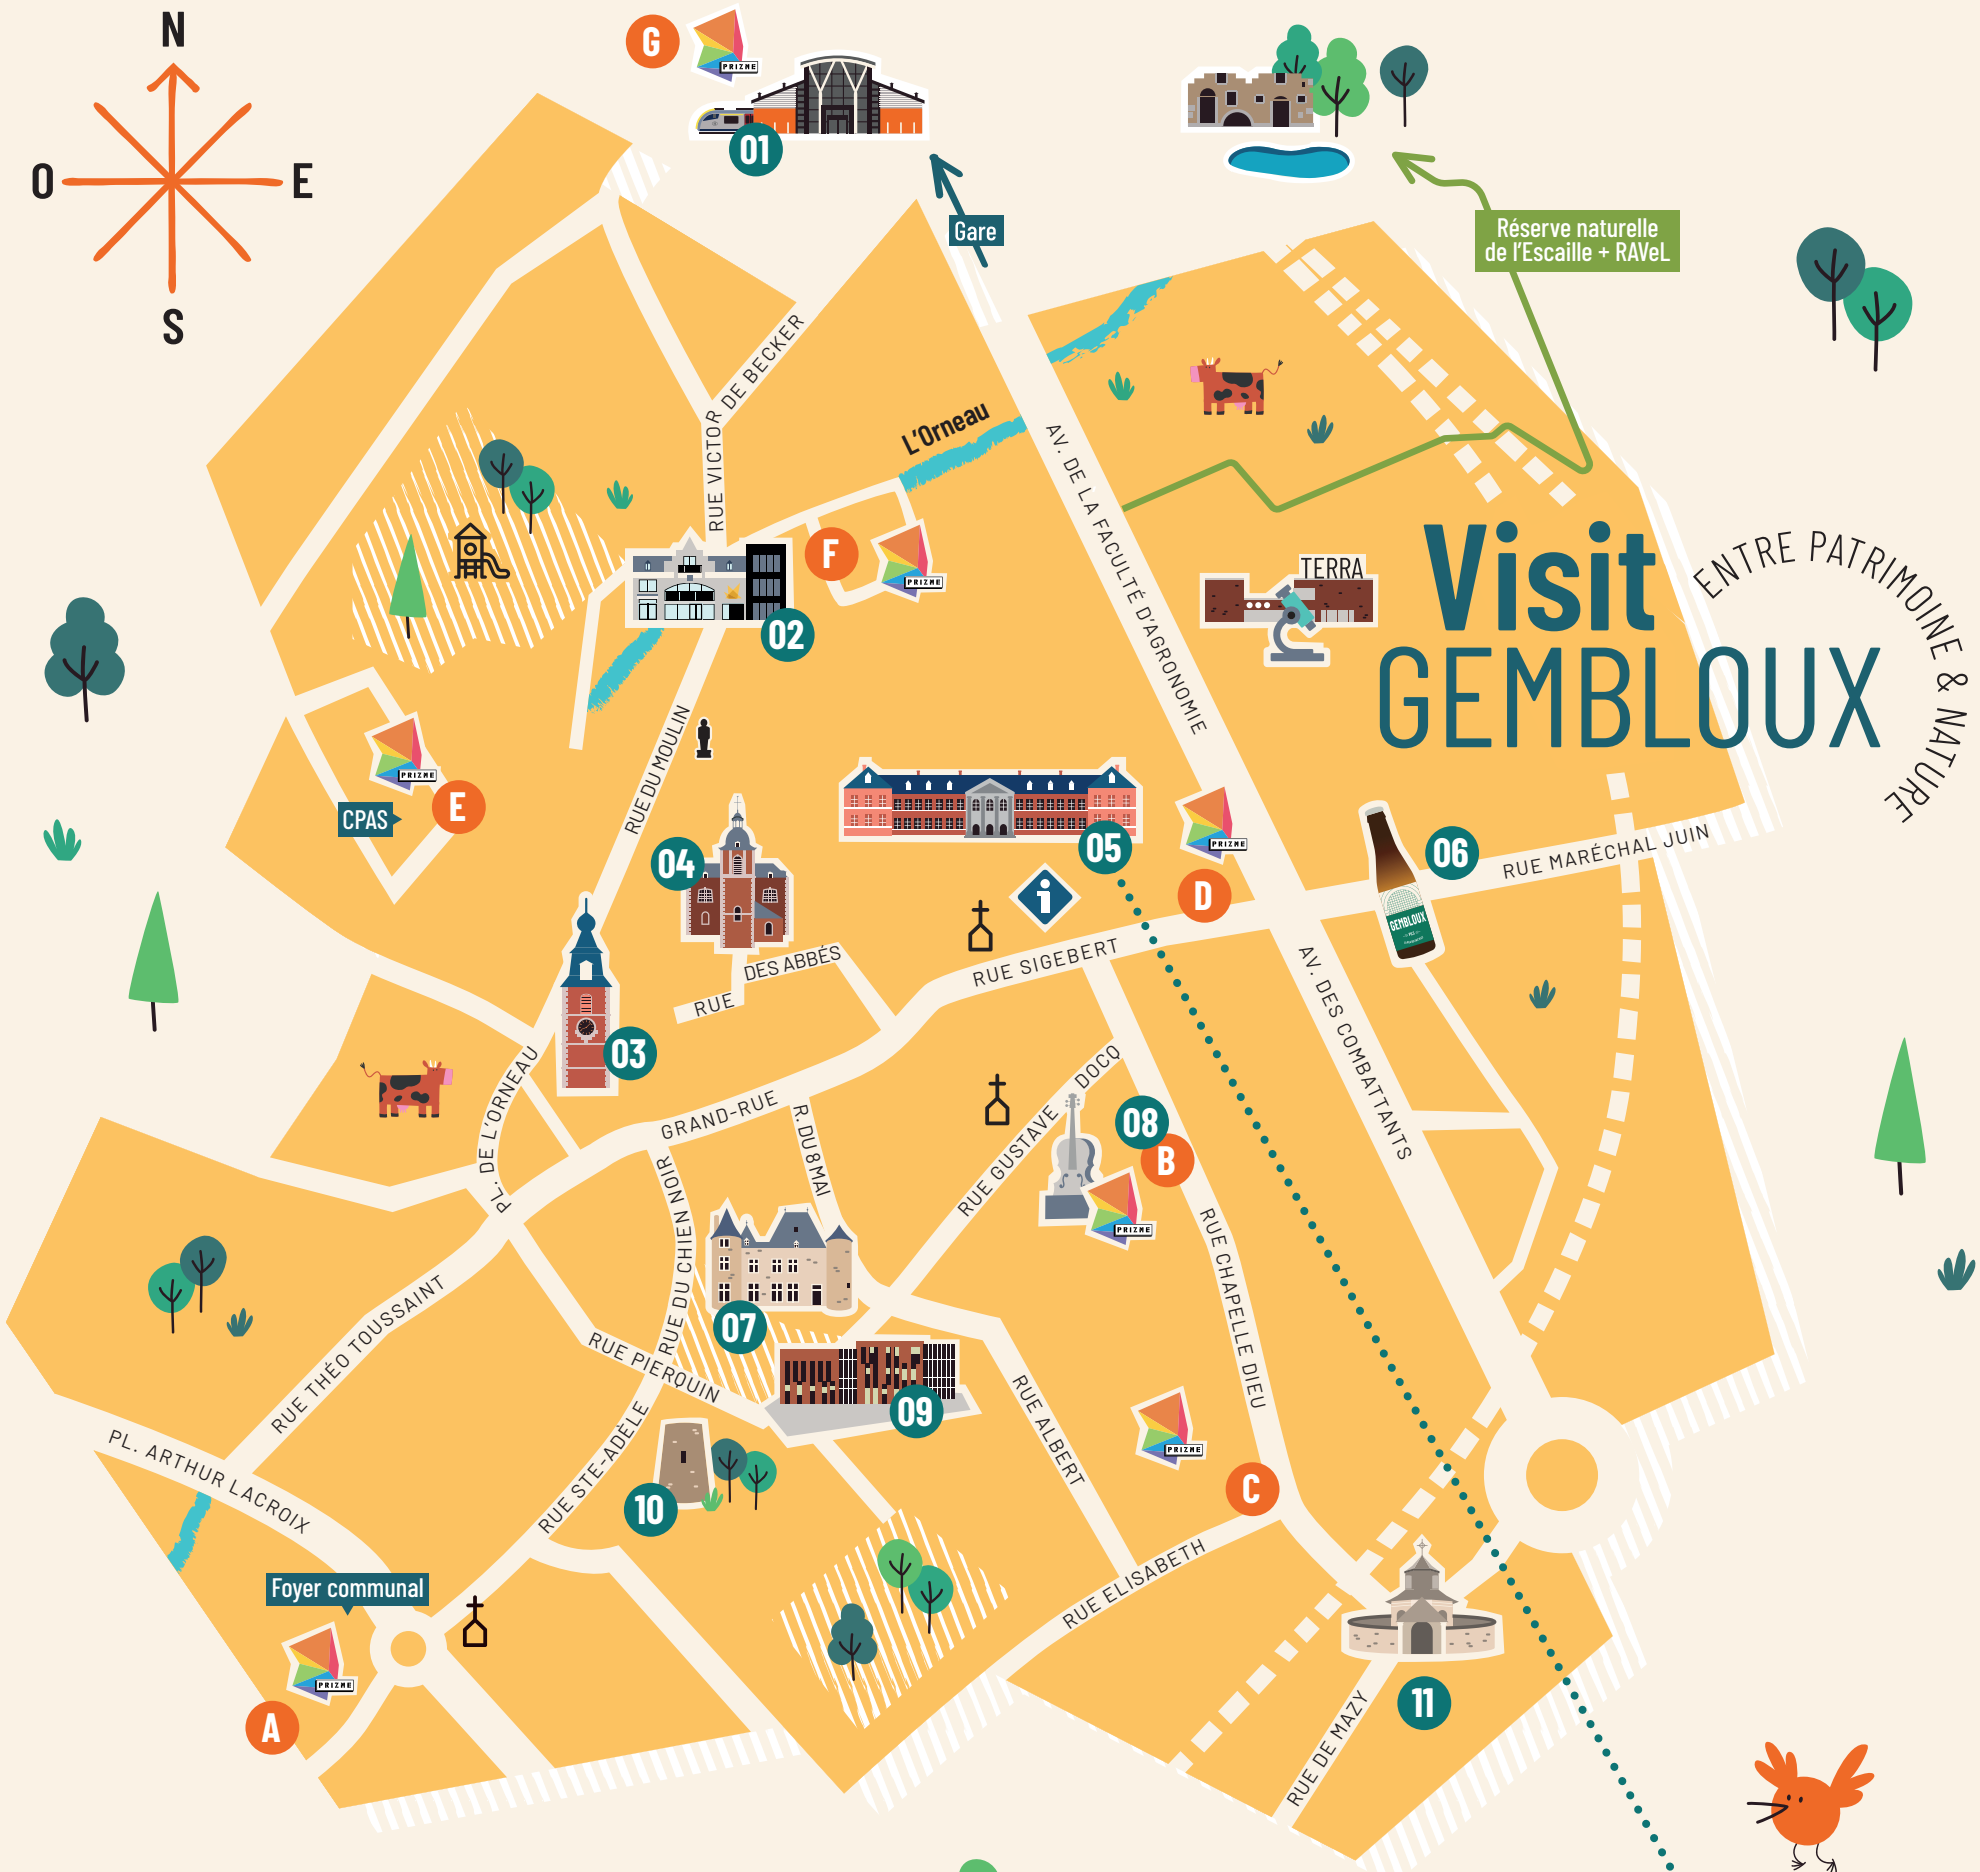 N
O
E
S
G
PRIZME
01
Gare
Réserve naturelle
de l'Escaille + RAVeL
RUE VICTOR DE BECKER
L'Orneau
AV. DE LA FACULTÉ D'AGRONOMIE
F
PRIZME
02
TERRA
Visit
GEMBLOUX
ENTRE PATRIMOINE & NATURE
PRIZME
E
CPAS
RUE DU MOULIN
04
05
PRIZME
D
06
GEMBLOUX
RUE MARÉCHAL JUIN
i
RUE DES ABBÉS
RUE SIGEBERT
03
AV. DES COMBATTANTS
PL. DE L'ORNEAU
GRAND-RUE
R. DU 8 MAI
RUE GUSTAVE DOCQ
08
B
PRIZME
RUE DU CHIEN NOIR
RUE CHAPELLE DIEU
07
RUE THÉO TOUSSAINT
RUE PIERQUIN
09
RUE ALBERT
PRIZME
C
PL. ARTHUR LACROIX
RUE STE-ADÈLE
10
RUE ELISABETH
Foyer communal
PRIZME
A
11
RUE DE MAZY